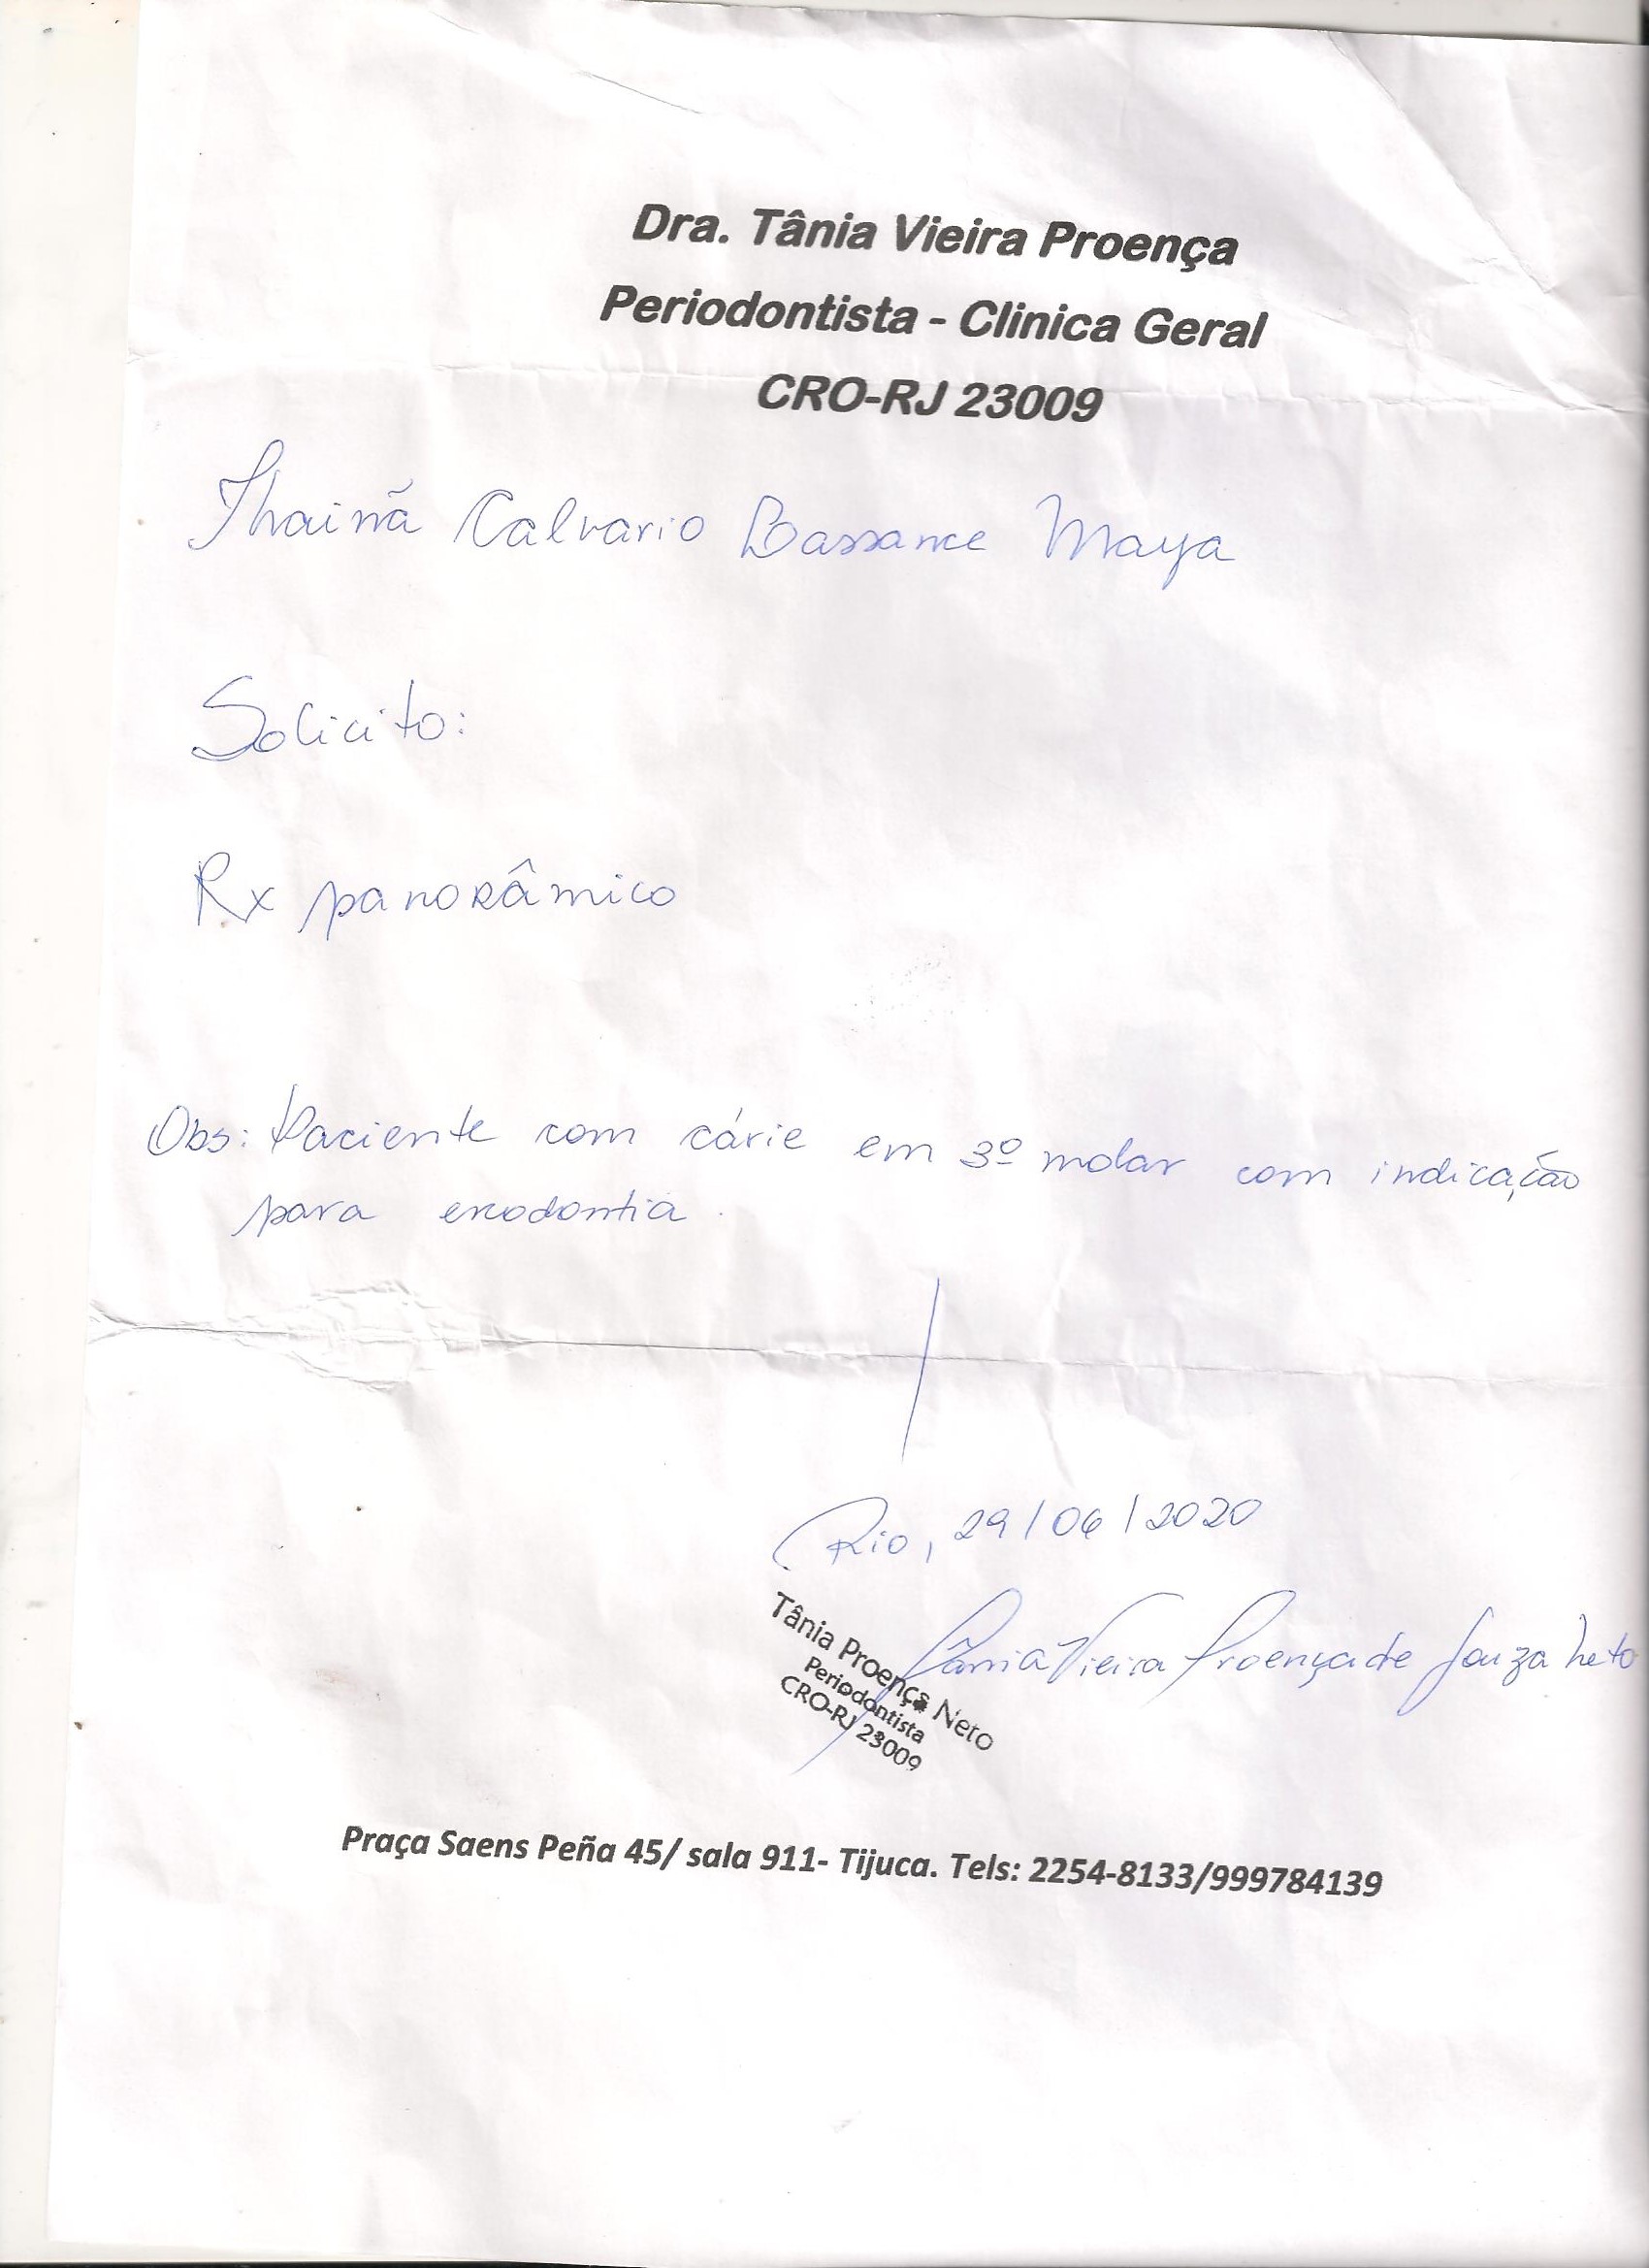 Dra. Tânia Vieira Proença
Periodontista - Clinica Geral
CRO-RJ 23009
Thainã Calvario Bassance Maya
Solicito:
Rx panorâmico
Obs: Paciente com cárie em 3º molar com indicação
para exodontia.
Rio, 29/06/2020
Tânia Vieira Proença de Souza Neto
Tânia Proença Neto
Periodontista
CRO-RJ 23009
Praça Saens Peña 45/ sala 911- Tijuca. Tels: 2254-8133/999784139